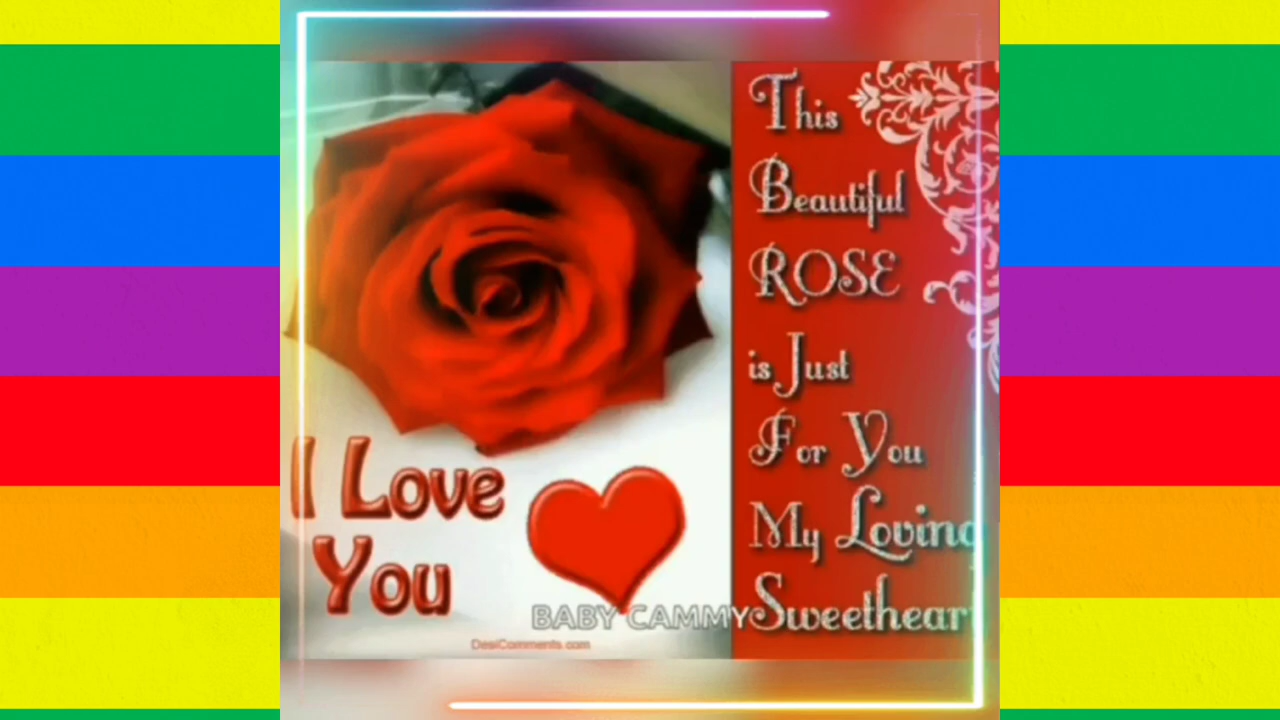 I Love
You
BABY CAMMY
DesiComments.com
This
Beautiful
ROSE
is Just
For You
My Loving
Sweetheart